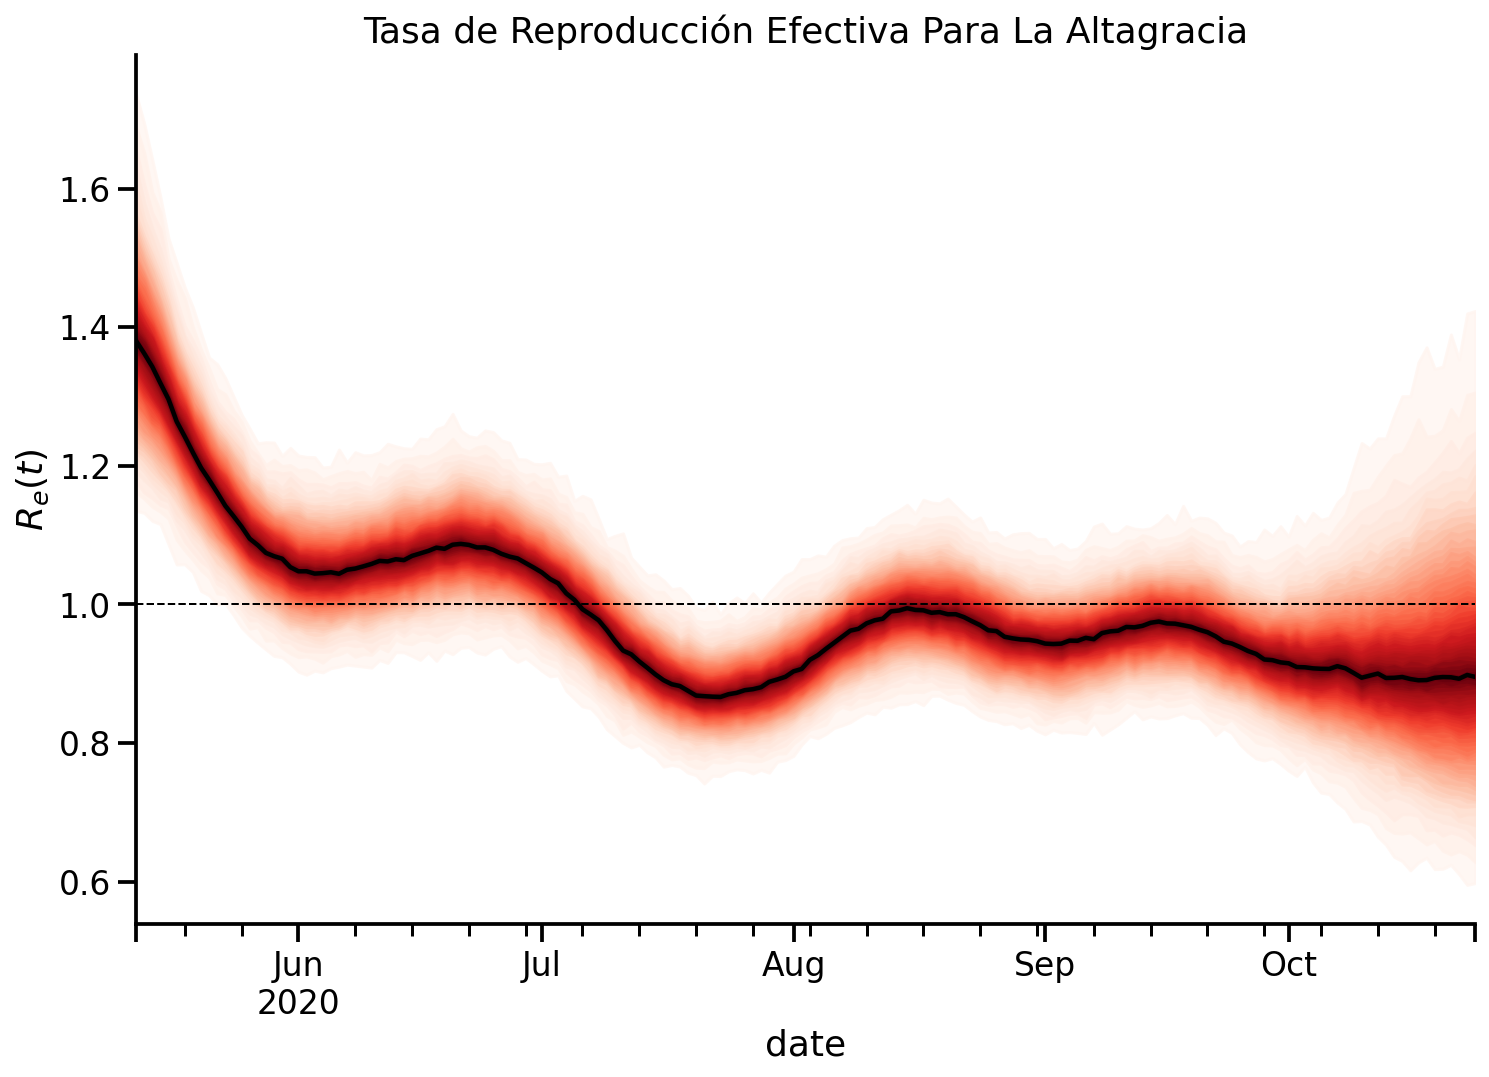 Tasa de Reproducción Efectiva Para La Altagracia
R_e(t)
1.6
1.4
1.2
1.0
0.8
0.6
Jun Jul Aug Sep Oct
2020
date